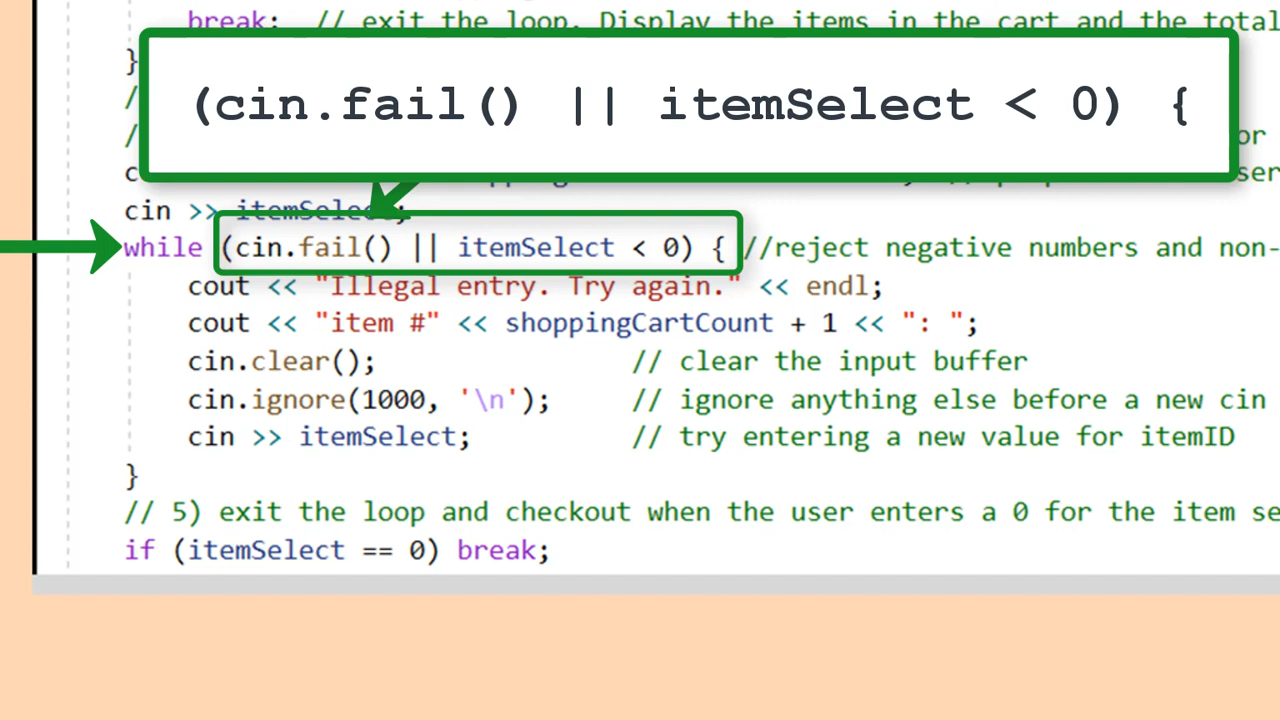 break; // exit the loop. Display the items in the cart and the total
}
(cin.fail() || itemSelect < 0) {
/
/ or
c ser
cin >> itemSelect;
while (cin.fail() || itemSelect < 0) { //reject negative numbers and non-
cout << "Illegal entry. Try again." << endl;
cout << "item #" << shoppingCartCount + 1 << ": ";
cin.clear(); // clear the input buffer
cin.ignore(1000, '\n'); // ignore anything else before a new cin
cin >> itemSelect; // try entering a new value for itemID
}
// 5) exit the loop and checkout when the user enters a 0 for the item se
if (itemSelect == 0) break;